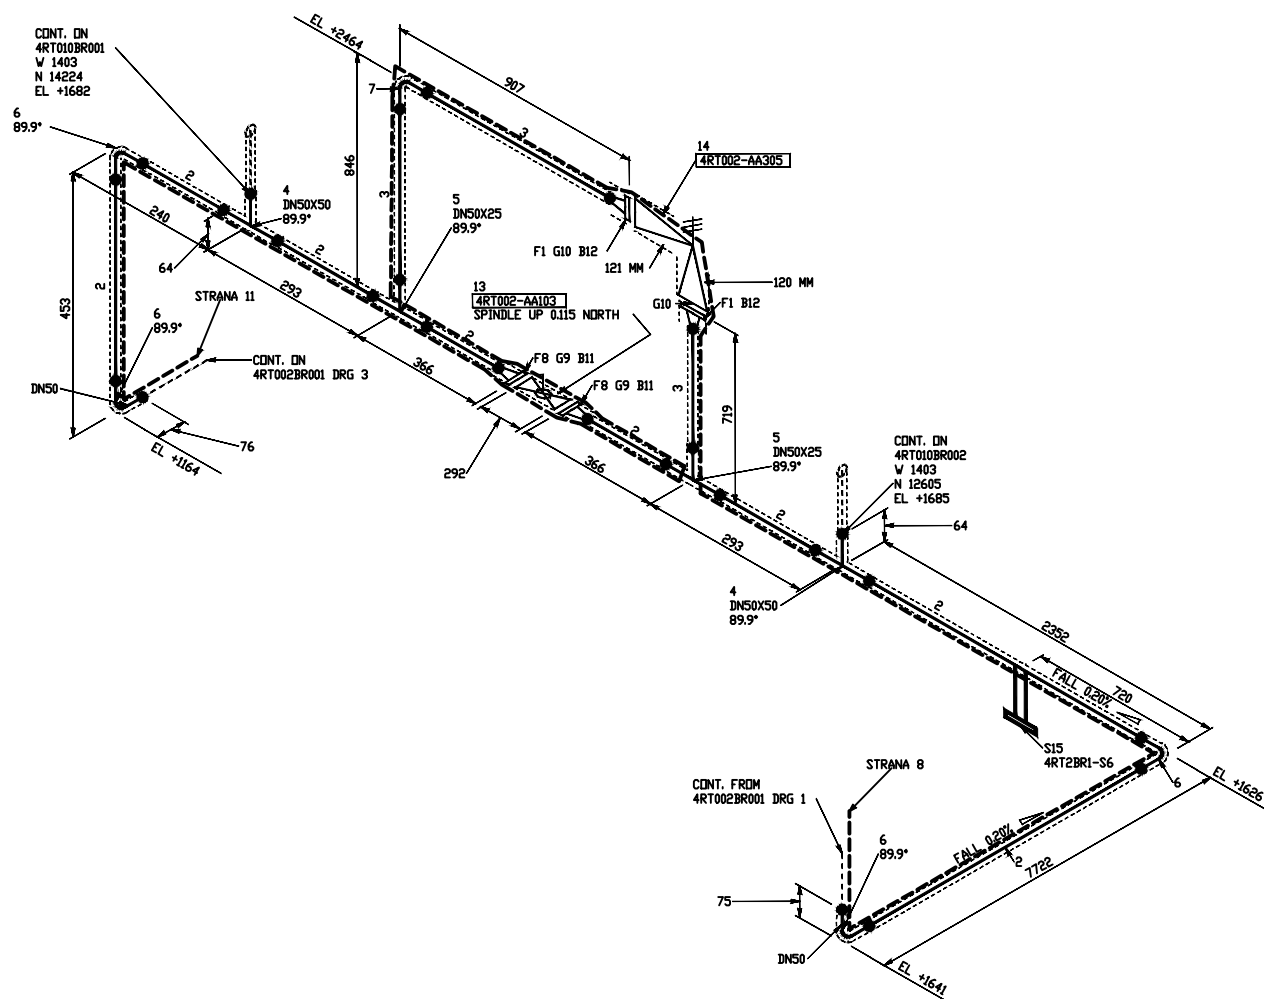 EL +2464
CONT. ON
4RT010BR001
W 1403
N 14224
EL +1682
907
7
6
89.9°
3
14
4RT002-AA305
846
2
4
DN50X50
89.9°
3
5
DN50X25
89.9°
240
2
F1 G10 B12
121 MM
64
120 MM
293
2
13
4RT002-AA103
SPINDLE UP 0.115 NORTH
G10
F1 B12
STRANA 11
453
6
89.9°
2
F8 G9 B11
CONT. ON
4RT002BR001 DRG 3
366
F8 G9 B11
3
DN50
719
2
76
EL +1164
5
DN50X25
89.9°
CONT. ON
4RT010BR002
W 1403
N 12605
EL +1685
366
292
2
64
293
4
DN50X50
89.9°
2
2352
FALL 0.20%
720
S15
4RT2BR1-S6
STRANA 8
EL +1626
6
CONT. FROM
4RT002BR001 DRG 1
FALL 0.20%
6
89.9°
2
7722
75
DN50
EL +1641